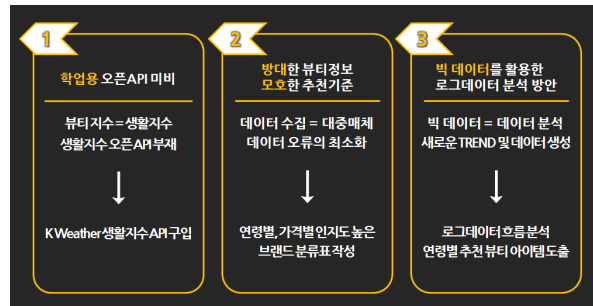 1
학업용 오픈API 미비
뷰티 지수 = 생활지수
생활지수 오픈API 부재
K Weather 생활지수 API 구입
2
방대한 뷰티정보
모호한 추천기준
데이터 수집 = 대중매체
데이터 오류의 최소화
연령별, 가격별 인지도 높은
브랜드 분류표 작성
3
빅 데이터를 활용한
로그데이터 분석 방안
빅 데이터 = 데이터 분석
새로운 TREND 및 데이터 생성
로그데이터 흐름 분석
연령별 추천 뷰티 아이템 도출